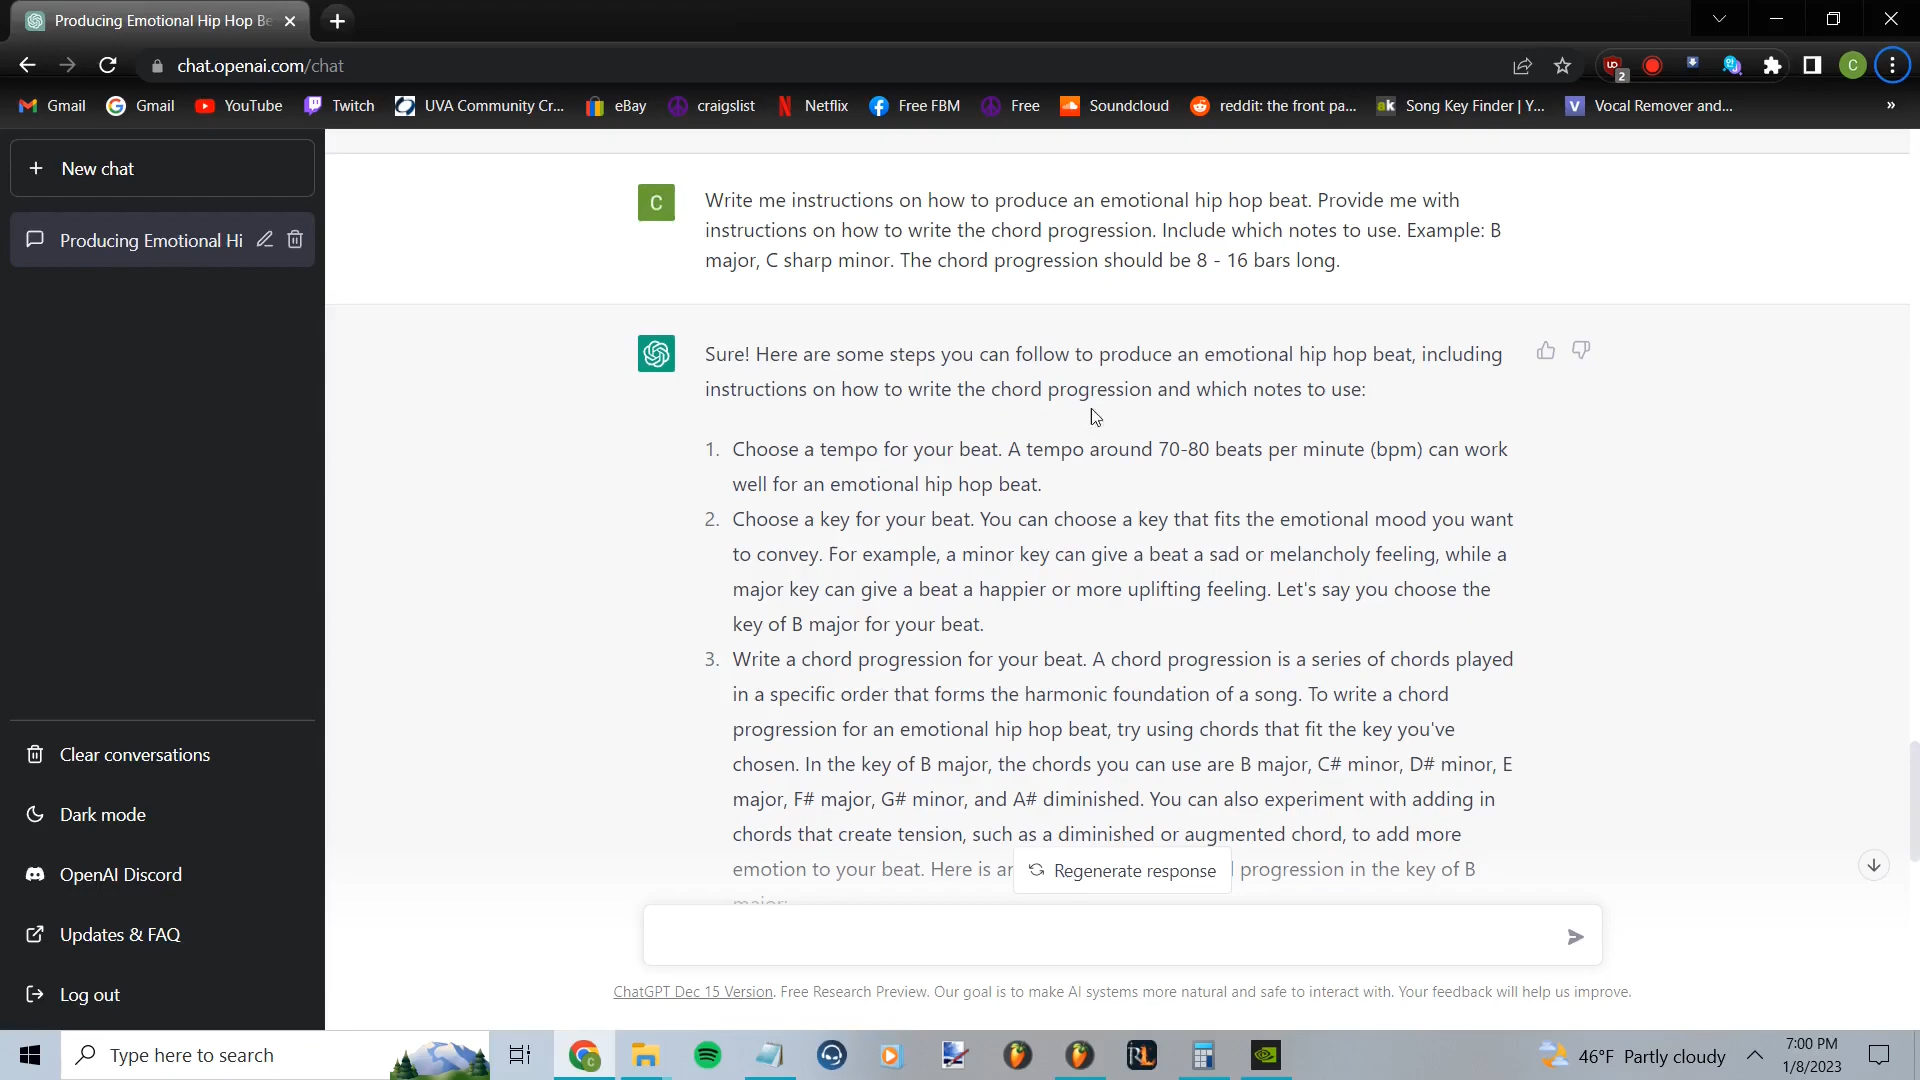 Producing Emotional Hip Hop Be
chat.openai.com/chat
2
C
Gmail
Gmail
YouTube
Twitch
UVA Community Cr...
eBay
craigslist
Netflix
Free FBM
Free
Soundcloud
reddit: the front pa...
ak
Song Key Finder | Y...
V
Vocal Remover and...
»
New chat
Producing Emotional Hi
Clear conversations
Dark mode
OpenAI Discord
Updates & FAQ
Log out
C
Write me instructions on how to produce an emotional hip hop beat. Provide me with
instructions on how to write the chord progression. Include which notes to use. Example: B
major, C sharp minor. The chord progression should be 8 - 16 bars long.
Sure! Here are some steps you can follow to produce an emotional hip hop beat, including
instructions on how to write the chord progression and which notes to use:
1. Choose a tempo for your beat. A tempo around 70-80 beats per minute (bpm) can work
well for an emotional hip hop beat.
2. Choose a key for your beat. You can choose a key that fits the emotional mood you want
to convey. For example, a minor key can give a beat a sad or melancholy feeling, while a
major key can give a beat a happier or more uplifting feeling. Let's say you choose the
key of B major for your beat.
3. Write a chord progression for your beat. A chord progression is a series of chords played
in a specific order that forms the harmonic foundation of a song. To write a chord
progression for an emotional hip hop beat, try using chords that fit the key you've
chosen. In the key of B major, the chords you can use are B major, C# minor, D# minor, E
major, F# major, G# minor, and A# diminished. You can also experiment with adding in
chords that create tension, such as a diminished or augmented chord, to add more
emotion to your beat. Here is
progression in the key of B
major:
Regenerate response
ChatGPT Dec 15 Version. Free Research Preview. Our goal is to make AI systems more natural and safe to interact with. Your feedback will help us improve.
Type here to search
RL
46°F Partly cloudy
7:00 PM
1/8/2023